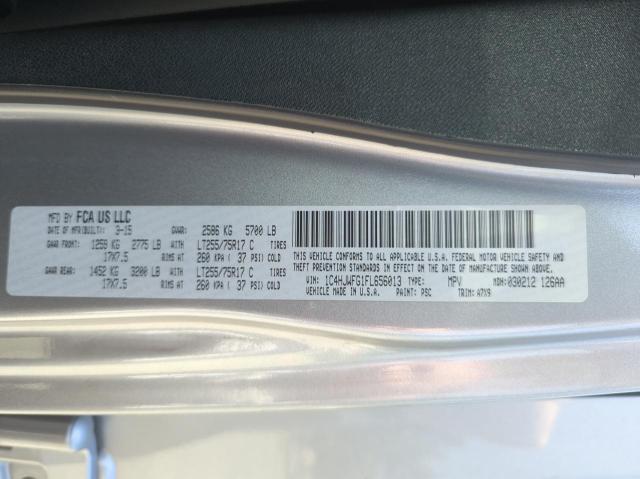 MFD BY FCA US LLC
DATE OF MFR(BUILT) 3-15 GVWR: 2586 KG 5700 LB
GAWR FRONT: 1259 KG 2775 LB WITH LT255/75R17 C TIRES
17X7.5 RIMS AT 260 KPA ( 37 PSI) COLD
GAWR REAR: 1452 KG 3200 LB WITH LT255/75R17 C TIRES
17X7.5 RIMS AT 260 KPA ( 37 PSI) COLD
THIS VEHICLE CONFORMS TO ALL APPLICABLE, FEDERAL MOTOR VEHICLE SAFETY AND
THEFT PREVENTION STANDARDS IN EFFECT ON THE DATE OF MANUFACTURE SHOWN ABOVE.
VIN: 1C4HJWFG1FL656013 TYPE: MPV MDH: 030212 126AA
VEHICLE MADE IN U.S.A. PAINT: PSC TRIM: A7X9